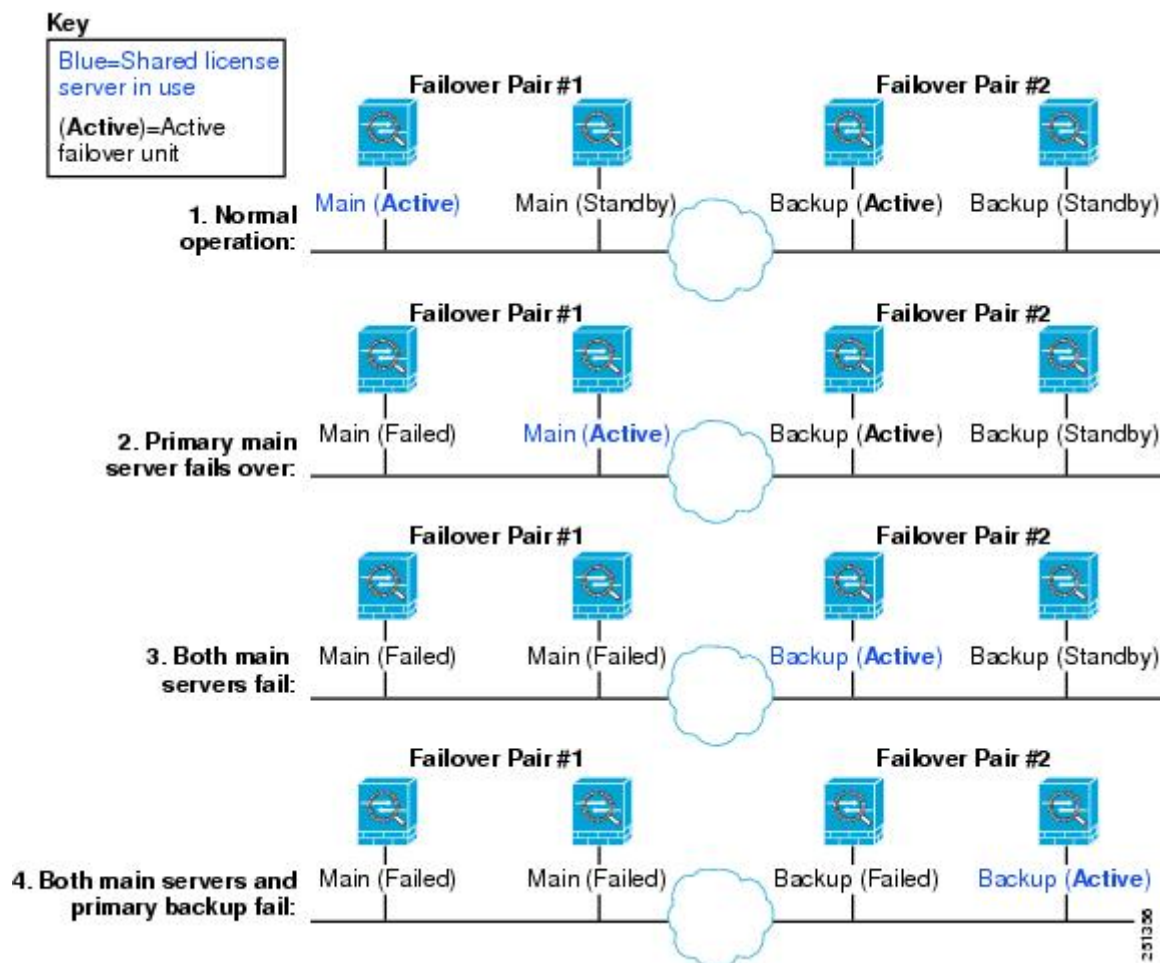 Key
Blue=Shared license
server in use
(Active)=Active
failover unit
Failover Pair #1
Failover Pair #2
1. Normal
operation:
Main (Active)
Main (Standby)
Backup (Active)
Backup (Standby)
Failover Pair #1
Failover Pair #2
2. Primary main
server fails over:
Main (Failed)
Main (Active)
Backup (Active)
Backup (Standby)
Failover Pair #1
Failover Pair #2
3. Both main
servers fail:
Main (Failed)
Main (Failed)
Backup (Active)
Backup (Standby)
Failover Pair #1
Failover Pair #2
4. Both main servers and
primary backup fail:
Main (Failed)
Main (Failed)
Backup (Failed)
Backup (Active)
251356